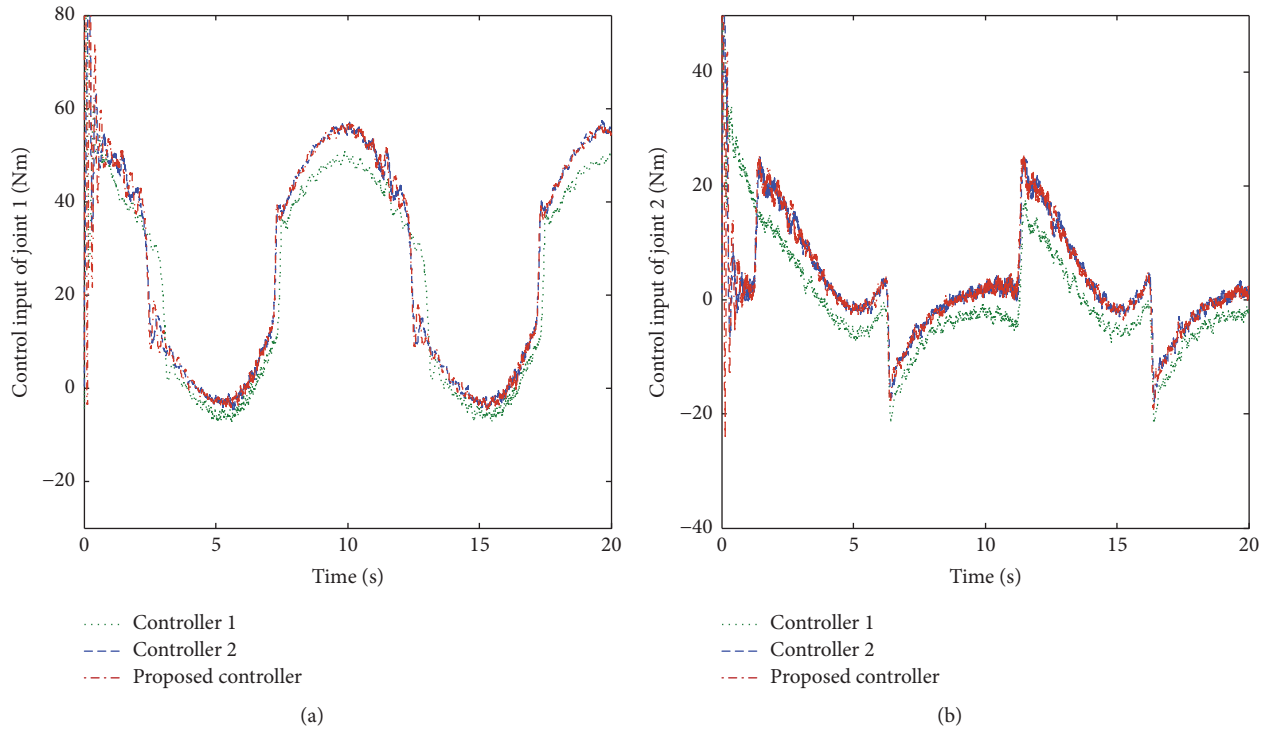 80
60
40
20
0
−20
0
5
10
15
20
Control input of joint 1 (Nm)
Time (s)
Controller 1
Controller 2
Proposed controller
(a)
40
20
0
−20
−40
0
5
10
15
20
Control input of joint 2 (Nm)
Time (s)
Controller 1
Controller 2
Proposed controller
(b)